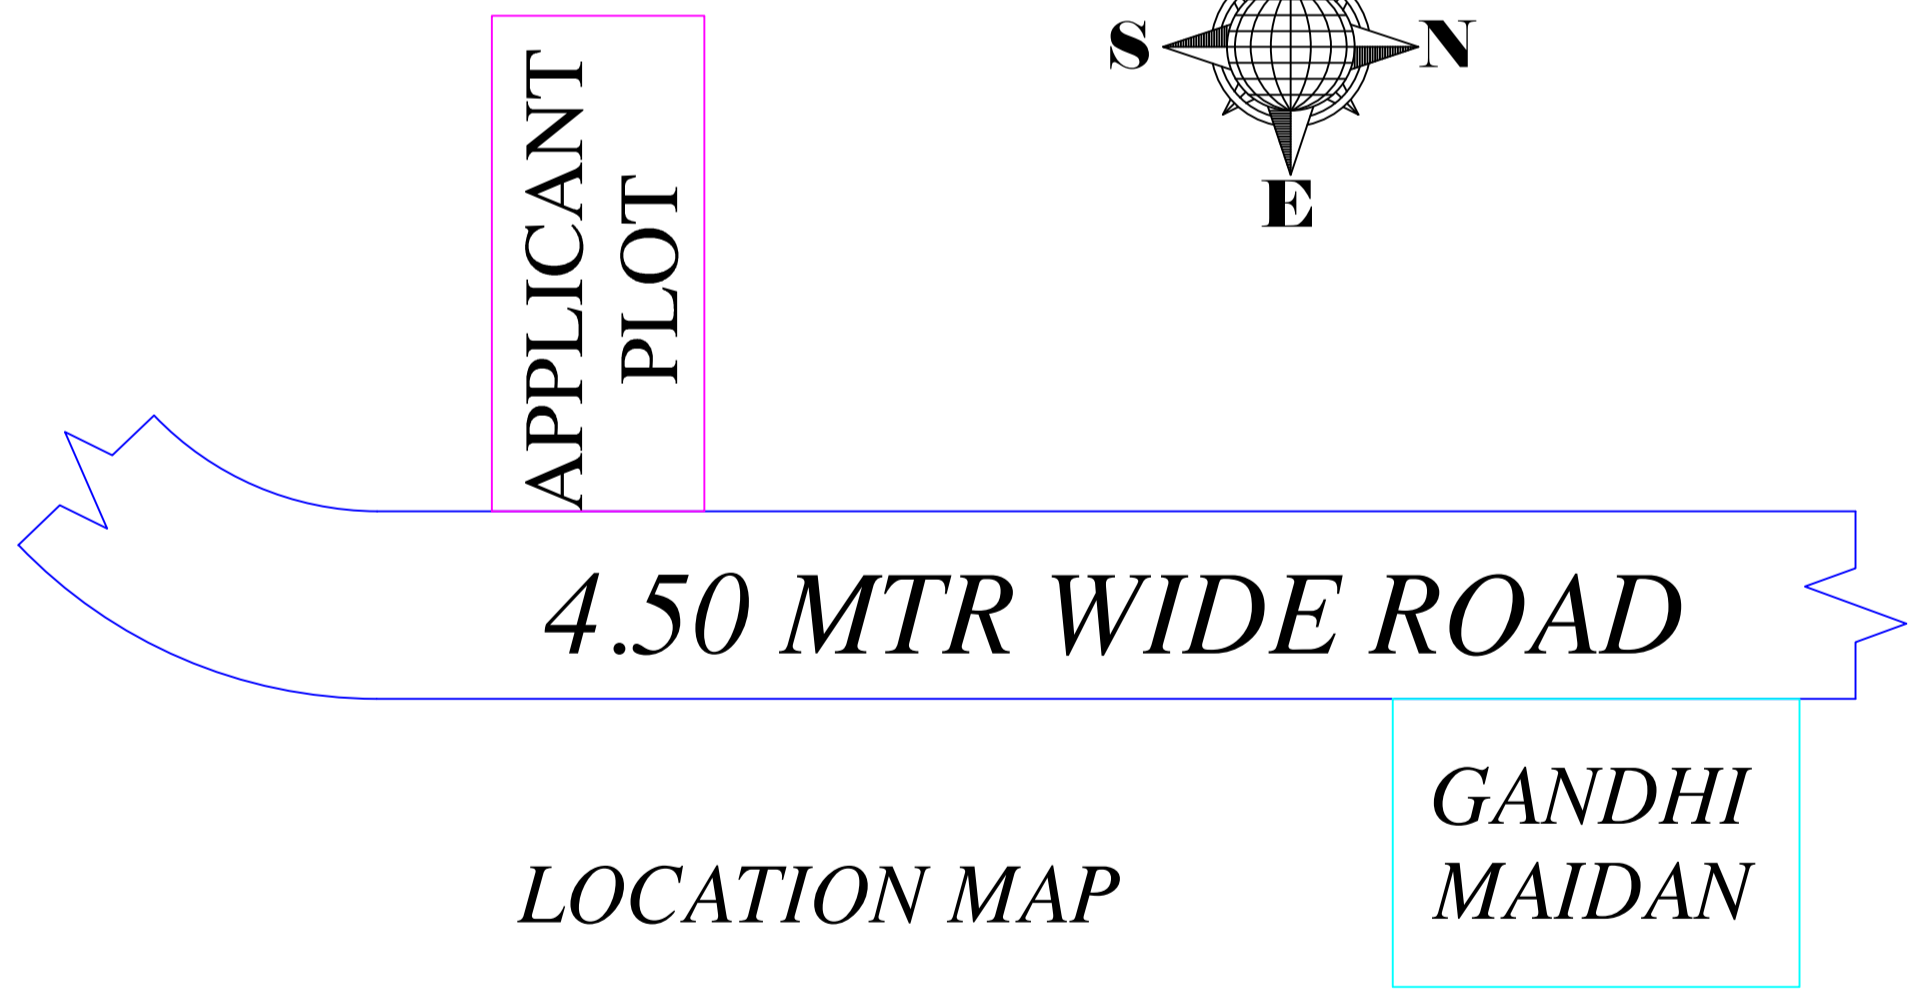 S
N
E
APPLICANT
PLOT
4.50 MTR WIDE ROAD
GANDHI
MAIDAN
LOCATION MAP